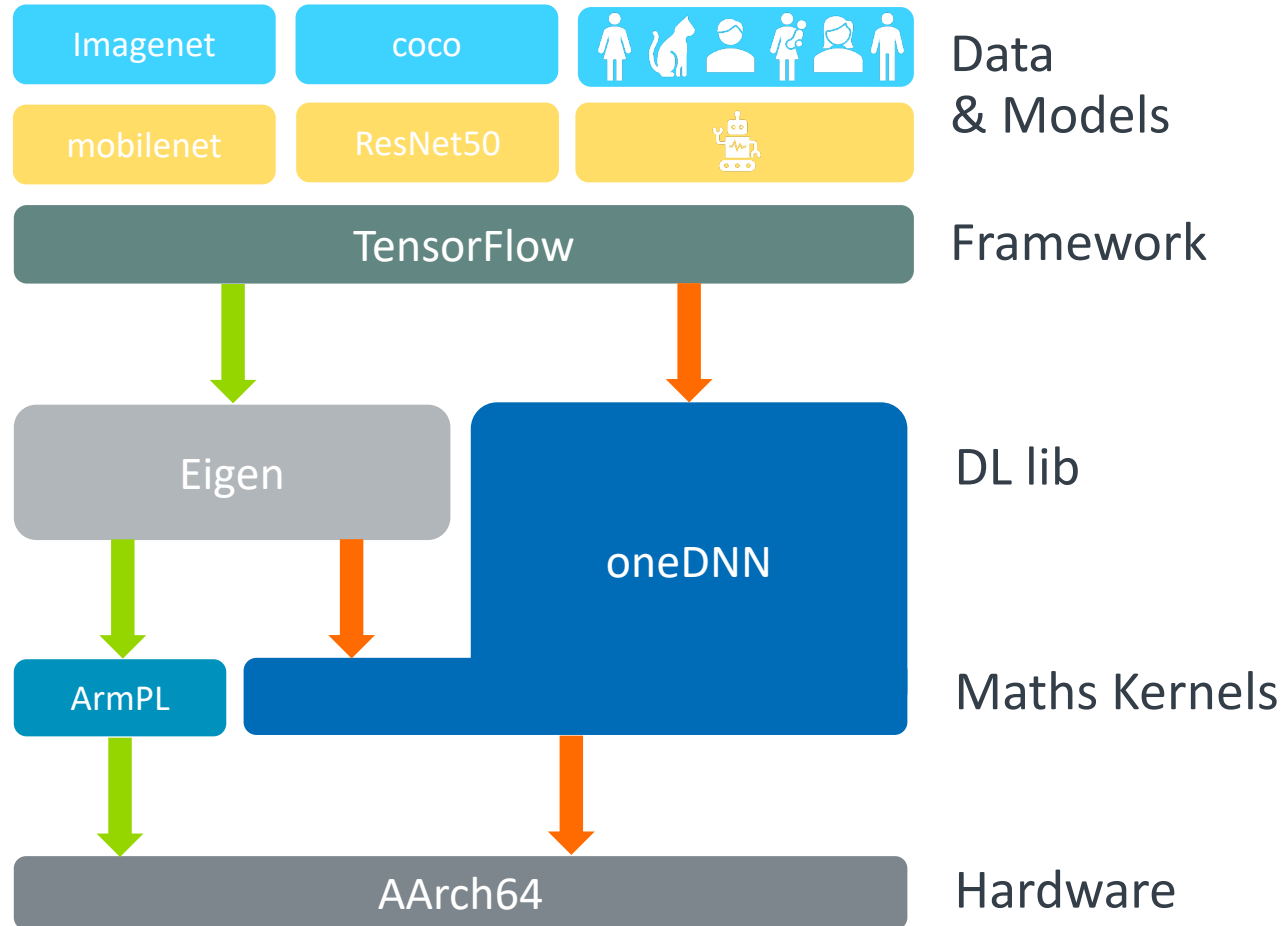 Imagenet
coco
Data
& Models
mobilenet
ResNet50
TensorFlow
Framework
Eigen
oneDNN
DL lib
ArmPL
Maths Kernels
AArch64
Hardware